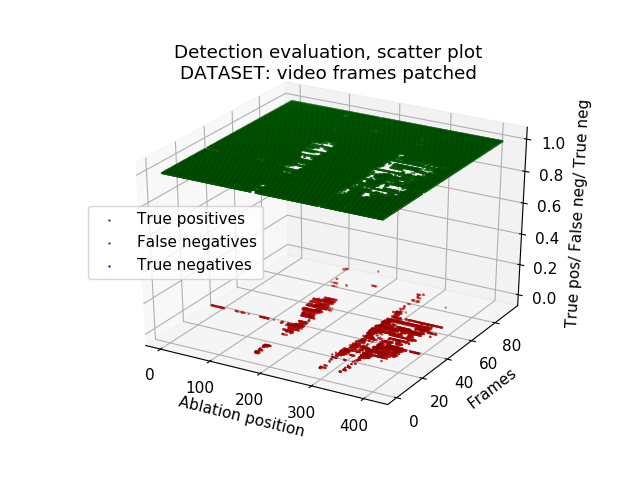 Detection evaluation, scatter plot
DATASET: video frames patched
True positives
False negatives
True negatives
0
100
200
300
400
Ablation position
0
20
40
60
80
Frames
0.0
0.2
0.4
0.6
0.8
1.0
True pos/ False neg/ True neg